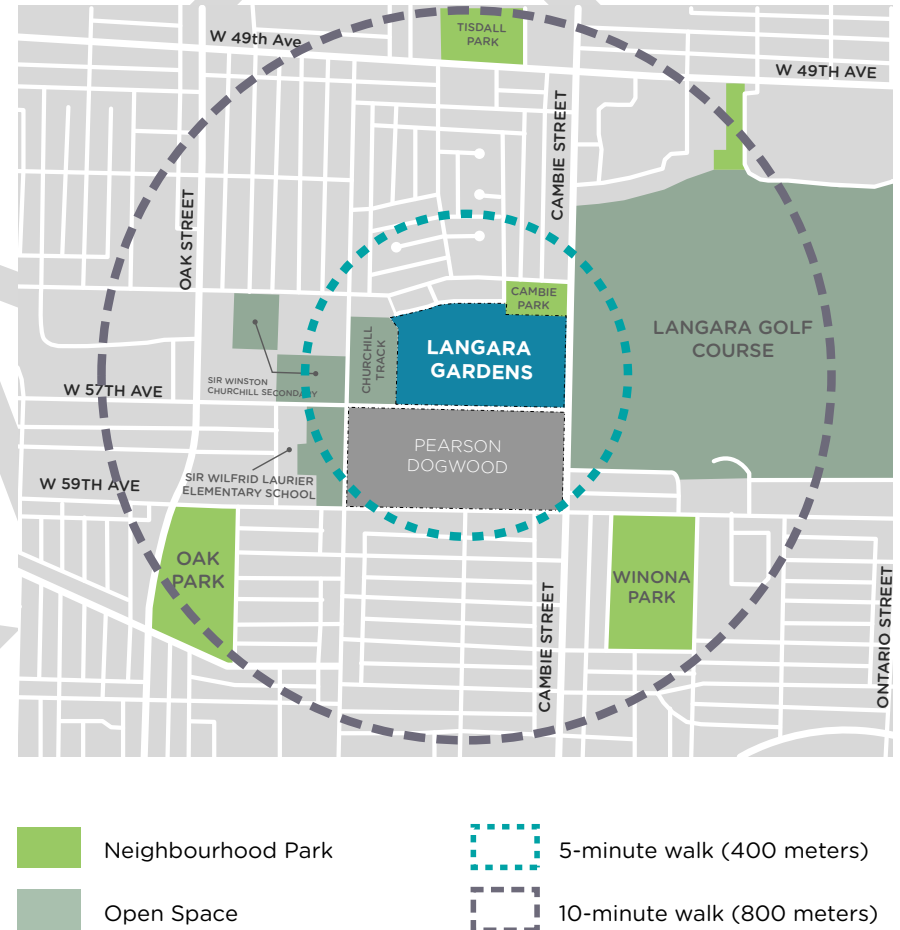 TISDALL
PARK
W 49th Ave
W 49TH AVE
CAMBIE STREET
OAK STREET
CAMBIE
PARK
LANGARA GOLF
COURSE
CHURCHILL
TRACK
LANGARA
GARDENS
SIR WINSTON
CHURCHILL SECONDARY
W 57TH AVE
PEARSON
DOGWOOD
SIR WILFRID LAURIER
ELEMENTARY SCHOOL
W 59TH AVE
OAK
PARK
WINONA
PARK
CAMBIE STREET
ONTARIO STREET
Neighbourhood Park
5-minute walk (400 meters)
Open Space
10-minute walk (800 meters)